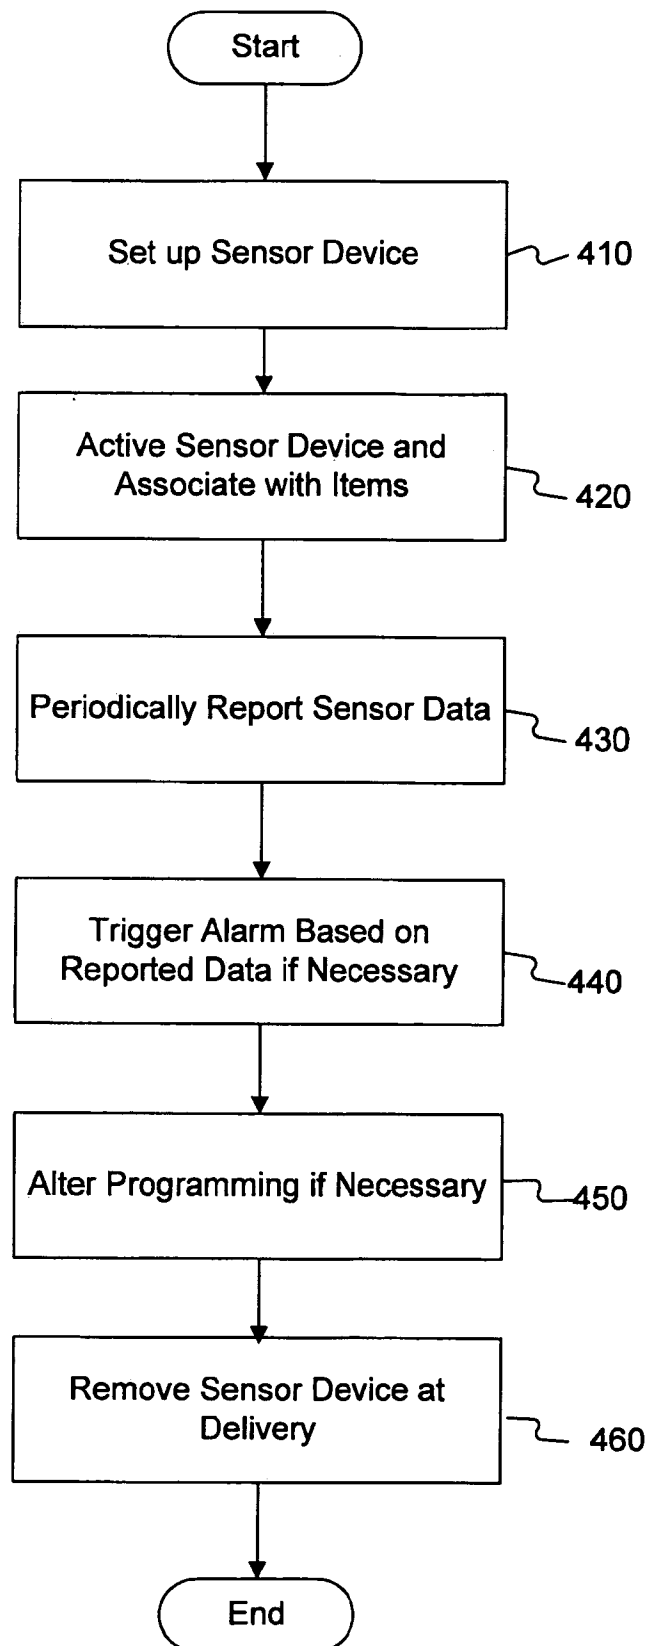 Start
Set up Sensor Device
410
Active Sensor Device and
Associate with Items
420
Periodically Report Sensor Data
430
Trigger Alarm Based on
Reported Data if Necessary
440
Alter Programming if Necessary
450
Remove Sensor Device at
Delivery
460
End